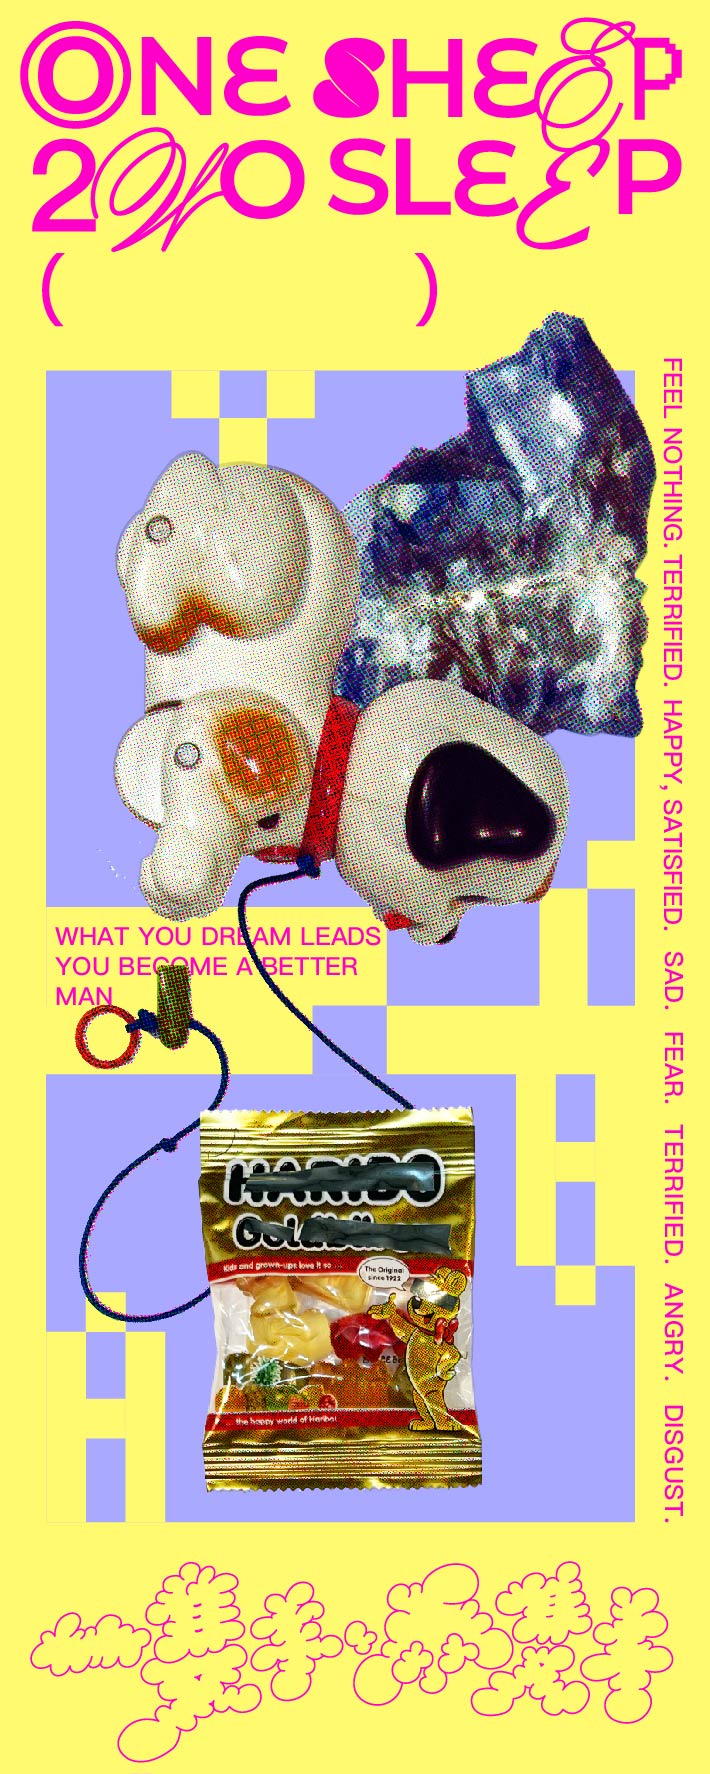 ONE SHEEP
2WO SLEEP
( )
FEEL NOTHING. TERRIFIED. HAPPY, SATISFIED. SAD. FEAR. TERRIFIED. ANGRY. DISGUST.
WHAT YOU DREAM LEADS
YOU BECOME A BETTER
MAN
HARIBO
Kids and grown-ups love it so ...
The Original
since 1922
... the happy world of Haribo!